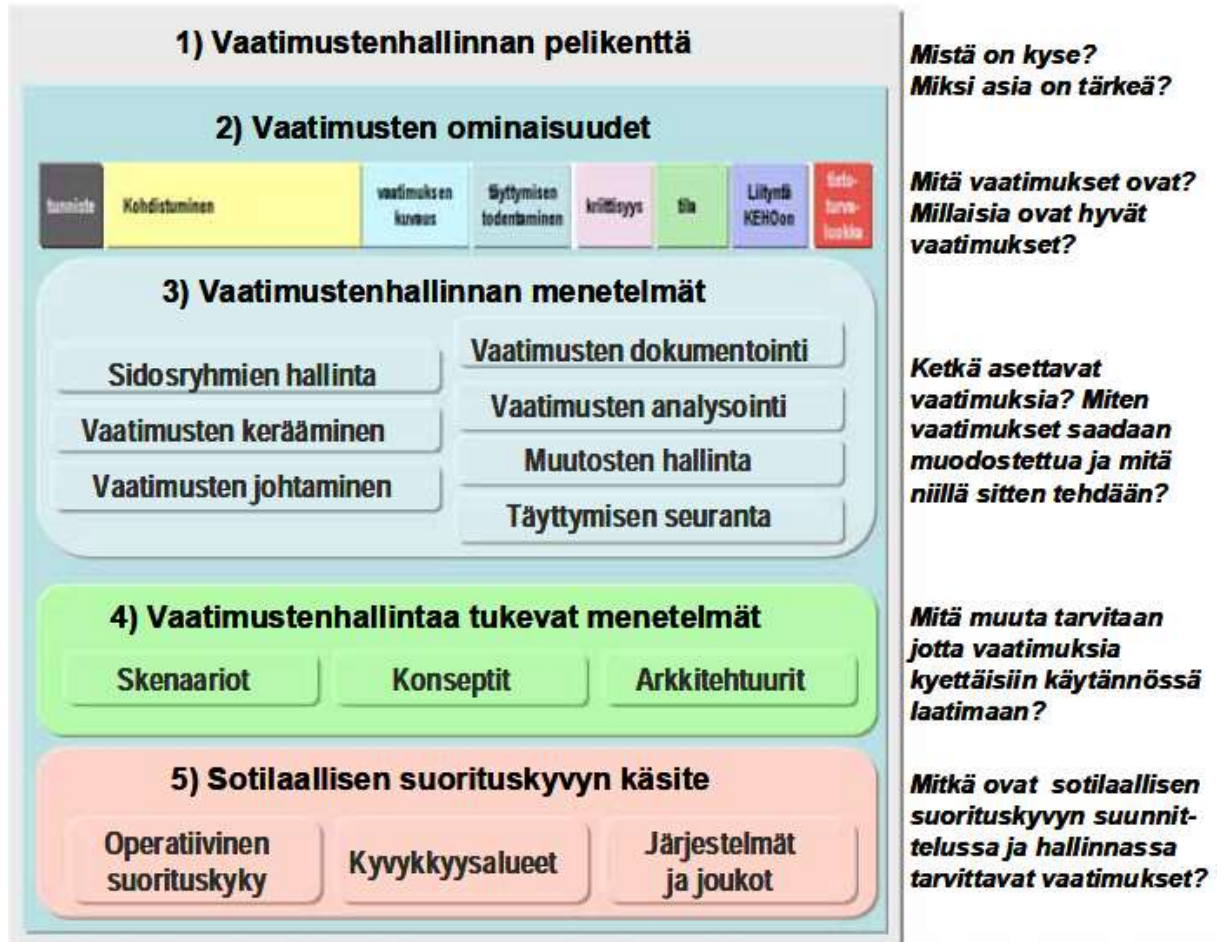 1) Vaatimustenhallinnan pelikenttä
Mistä on kyse?
Miksi asia on tärkeä?
2) Vaatimusten ominaisuudet
tunniste
Kohdistuminen
vaatimuksen
kuvaus
täyttymisen
todentaminen
kriittisyys
tila
Liityntä
KEHOon
tieto-
turva-
luokka
Mitä vaatimukset ovat?
Millaisia ovat hyvät
vaatimukset?
3) Vaatimustenhallinnan menetelmät
Sidosryhmien hallinta
Vaatimusten kerääminen
Vaatimusten johtaminen
Vaatimusten dokumentointi
Vaatimusten analysointi
Muutosten hallinta
Täyttymisen seuranta
Ketkä asettavat
vaatimuksia? Miten
vaatimukset saadaan
muodostettua ja mitä
niillä sitten tehdään?
4) Vaatimustenhallintaa tukevat menetelmät
Skenaariot
Konseptit
Arkkitehtuurit
Mitä muuta tarvitaan
jotta vaatimuksia
kyettäisiin käytännössä
laatimaan?
5) Sotilaallisen suorituskyvyn käsite
Operatiivinen
suorituskyky
Kyvykkyysalueet
Järjestelmät
ja joukot
Mitkä ovat sotilaallisen
suorituskyvyn suunnit-
telussa ja hallinnassa
tarvittavat vaatimukset?